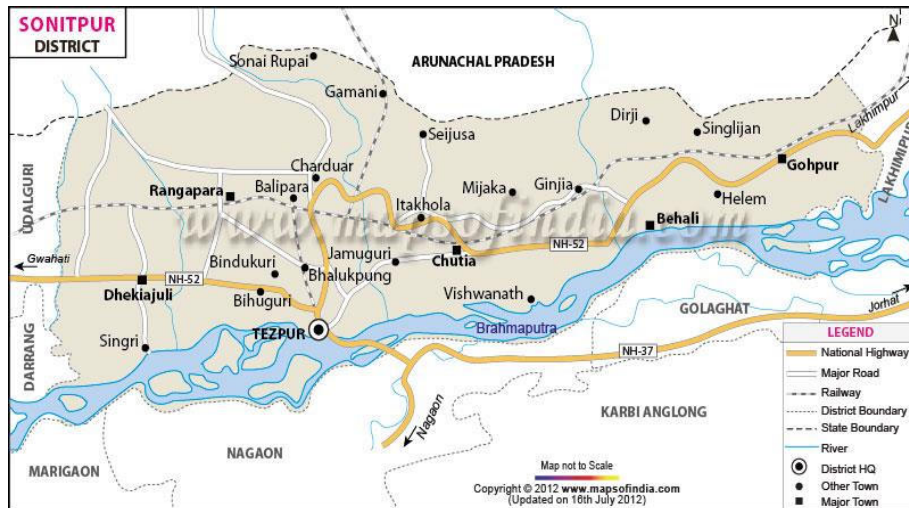 SONITPUR
DISTRICT
N
ARUNACHAL PRADESH
Sonai Rupai
Gamani
Seijusa
Dirji
Singlijan
Lakhimpur
LAKHIMPUR
Gohpur
Charduar
Rangapara
Balipara
Mijaka
Ginjia
Helem
Itakhola
Behali
UDALGURI
www.mapsofindia.com
NH-52
Gwahati
NH-52
Bindukuri
Bhalukpung
Jamuguri
Chutia
Dhekiajuli
Bihuguri
Vishwanath
GOLAGHAT
Jorhat
TEZPUR
Brahmaputra
DARRANG
Singri
NH-37
Nagaon
KARBI ANGLONG
NAGAON
MARIGAON
LEGEND
National Highway
Major Road
Railway
District Boundary
State Boundary
River
District HQ
Other Town
Major Town
Map not to Scale
Copyright © 2012 www.mapsofindia.com
(Updated on 16th July 2012)